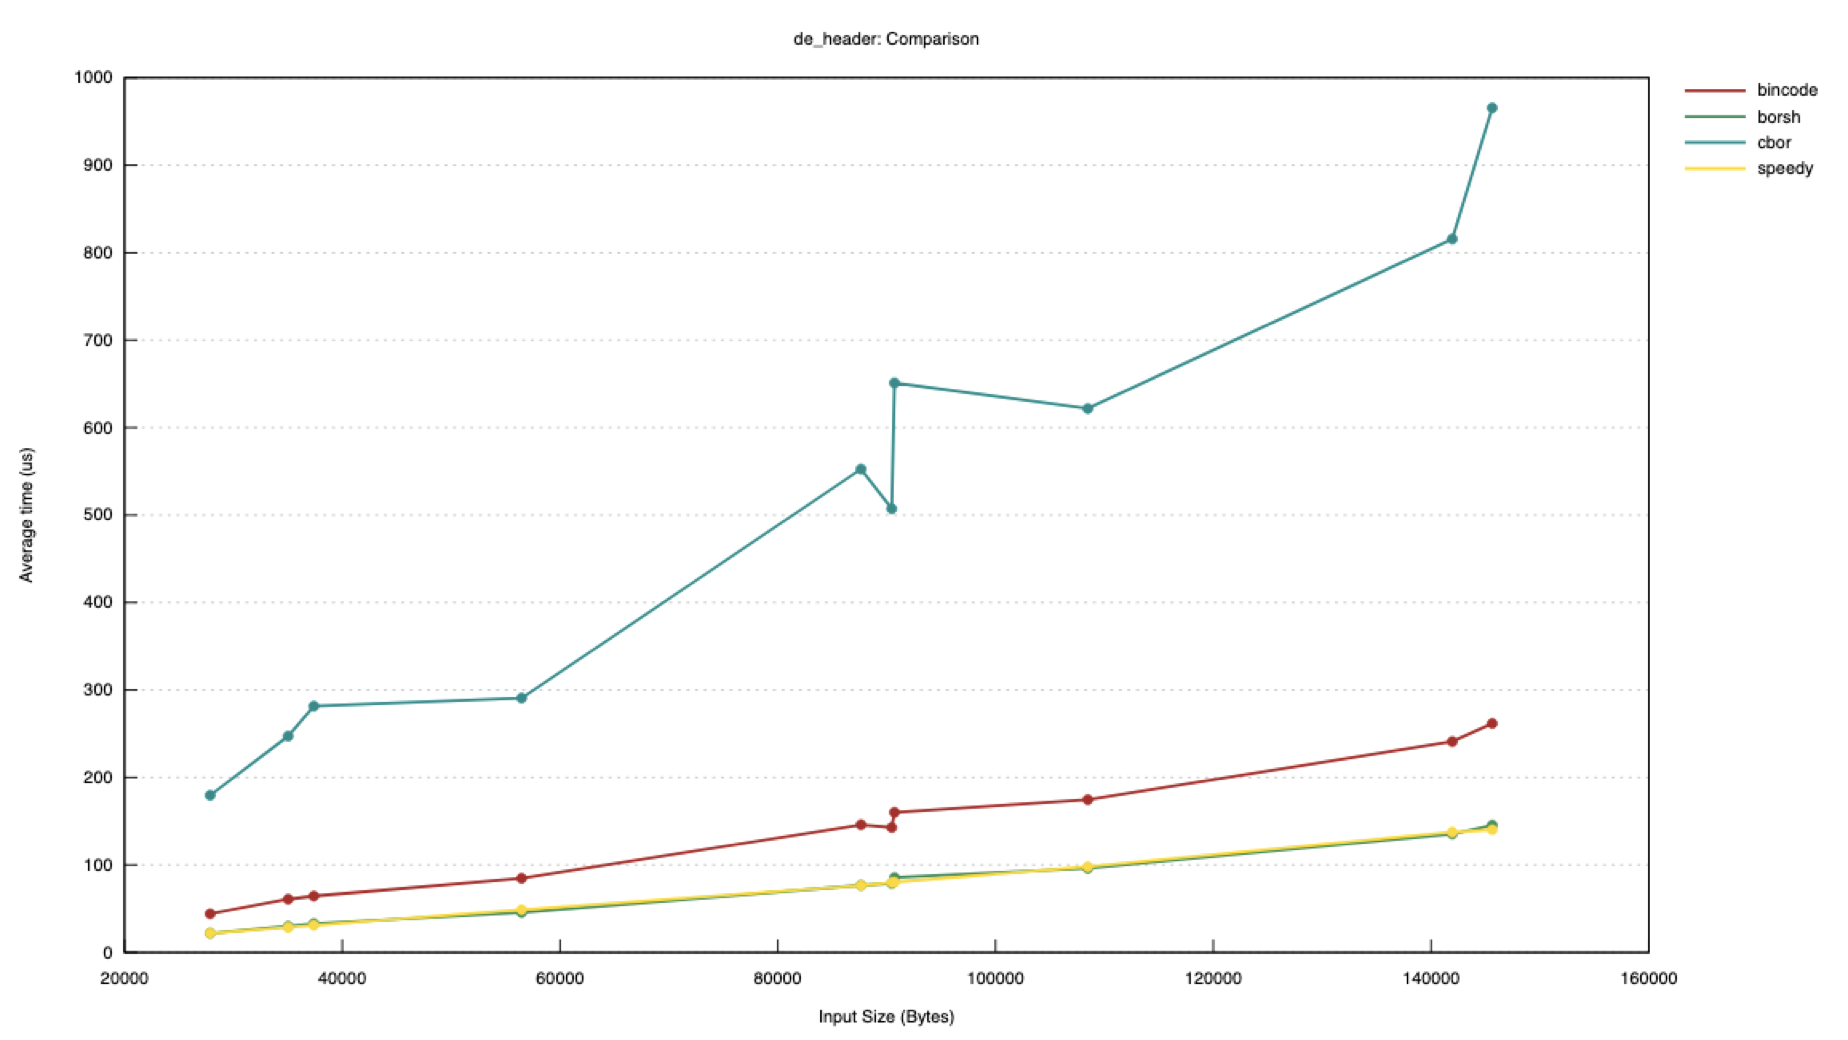 de_header: Comparison
1000
900
800
700
600
500
400
300
200
100
0
Average time (us)
20000 40000 60000 80000 100000 120000 140000 160000
Input Size (Bytes)
bincode
borsh
cbor
speedy